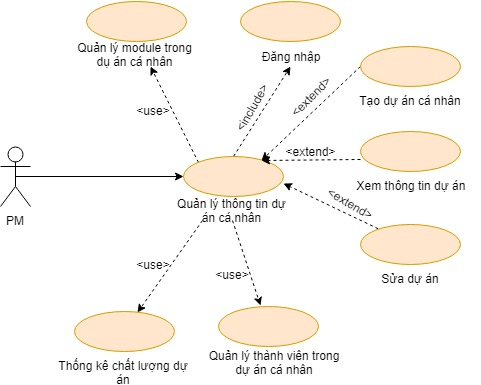 Quản lý module trong
dự án cá nhân
Đăng nhập
Tạo dự án cá nhân
<use>
<include>
<extend>
<extend>
Xem thông tin dự án
PM
Quản lý thông tin dự
án cá nhân
<extend>
Sửa dự án
<use>
<use>
Thống kê chất lượng dự
án
Quản lý thành viên trong
dự án cá nhân